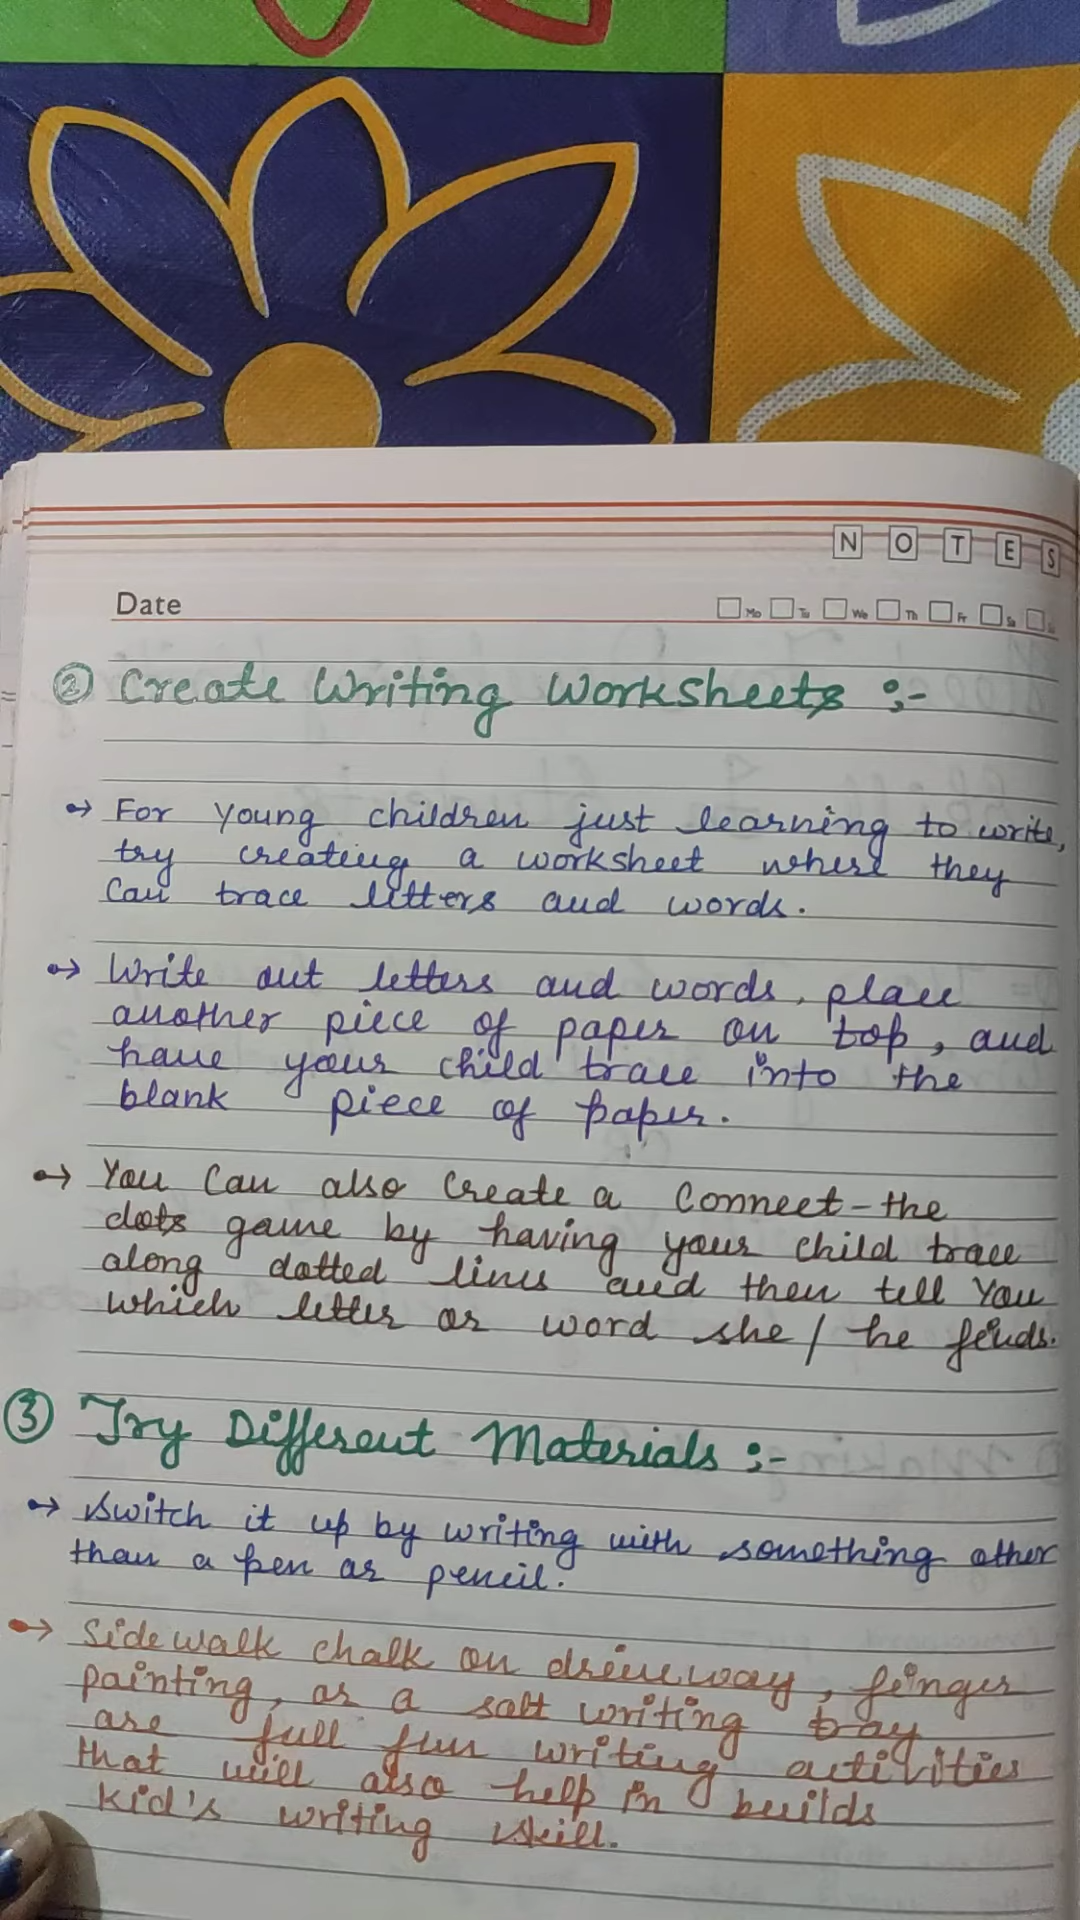 N O T E S
Date
Mo Tu We Th Fr Sa Su
② Create Writing Worksheets :-
→ For young children just learning to write,
try creating a worksheet where they
can trace letters and words.
→ Write out letters and words, place
another piece of paper on top, and
have your child trace into the
blank piece of paper.
→ You can also create a connect-the
dots game by having your child trace
along dotted lines and then tell you
which letter or word she / he finds.
③ Try Different Materials :-
→ Switch it up by writing with something other
than a pen or pencil.
→ Sidewalk chalk on driveway, finger
painting, or a salt writing tray
are full fun writing activities
that will also help in builds
kid's writing skill.